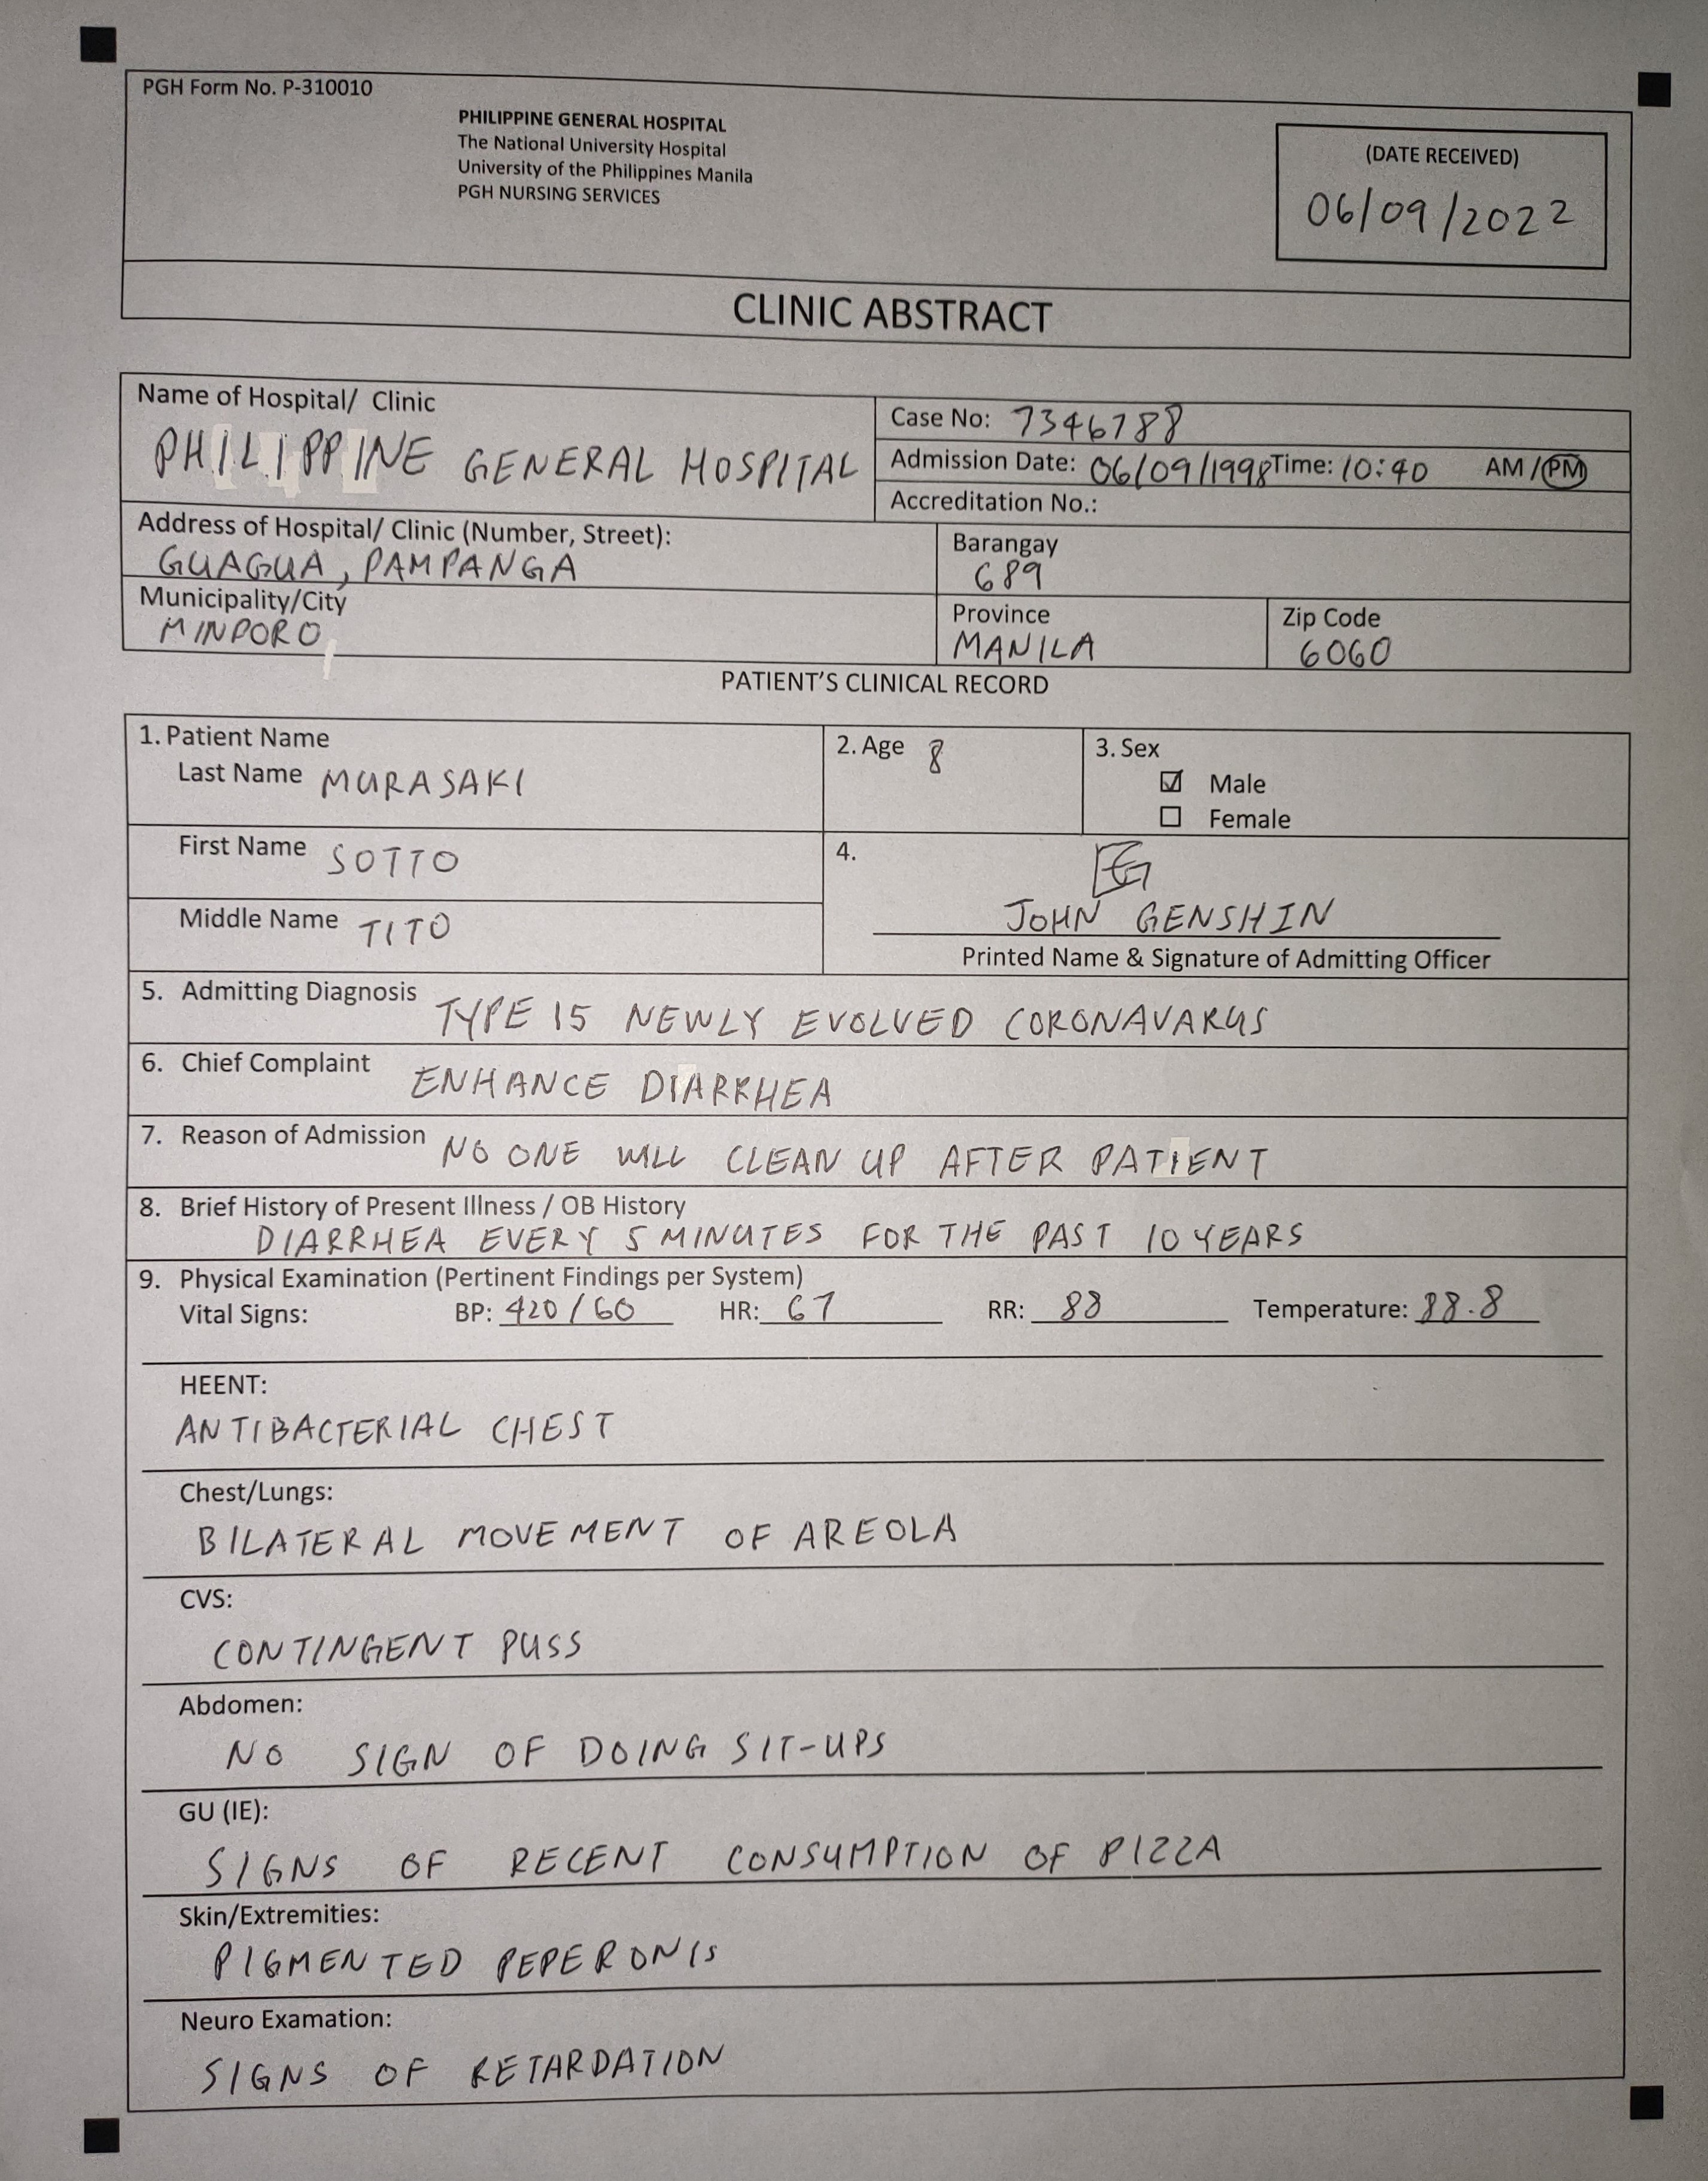 PGH Form No. P-310010
PHILIPPINE GENERAL HOSPITAL
The National University Hospital
University of the Philippines Manila
PGH NURSING SERVICES
(DATE RECEIVED)
06/09/2022
CLINIC ABSTRACT
Name of Hospital/ Clinic
PHILIPPINE GENERAL HOSPITAL
Case No: 7346788
Admission Date: 06/09/1998 Time: 10:40 AM / PM
Accreditation No.:
Address of Hospital/ Clinic (Number, Street):
GUAGUA, PAMPANGA
Barangay
689
Municipality/City
MINDORO
Province
MANILA
Zip Code
6060
PATIENT'S CLINICAL RECORD
1. Patient Name
Last Name MURASAKI
2. Age 8
3. Sex
Male
Female
First Name SOTTO
Middle Name TITO
4.
JOHN GENSHIN
Printed Name & Signature of Admitting Officer
5. Admitting Diagnosis TYPE 15 NEWLY EVOLVED CORONAVARUS
6. Chief Complaint ENHANCE DIARRHEA
7. Reason of Admission NO ONE WILL CLEAN UP AFTER PATIENT
8. Brief History of Present Illness / OB History
DIARRHEA EVERY 5 MINUTES FOR THE PAST 10 YEARS
9. Physical Examination (Pertinent Findings per System)
Vital Signs: BP: 420/60 HR: 67 RR: 88 Temperature: 88.8
HEENT:
ANTIBACTERIAL CHEST
Chest/Lungs:
BILATERAL MOVEMENT OF AREOLA
CVS:
CONTINGENT PUSS
Abdomen:
NO SIGN OF DOING SIT-UPS
GU (IE):
SIGNS OF RECENT CONSUMPTION OF PIZZA
Skin/Extremities:
PIGMENTED PEPERONIS
Neuro Examation:
SIGNS OF RETARDATION